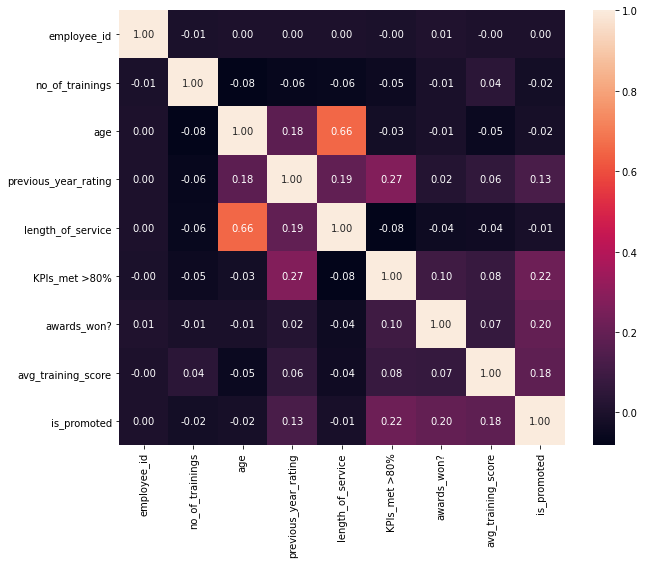 employee_id 1.00 -0.01 0.00 0.00 0.00 -0.00 0.01 -0.00 0.00
no_of_trainings -0.01 1.00 -0.08 -0.06 -0.06 -0.05 -0.01 0.04 -0.02
age 0.00 -0.08 1.00 0.18 0.66 -0.03 -0.01 -0.05 -0.02
previous_year_rating 0.00 -0.06 0.18 1.00 0.19 0.27 0.02 0.06 0.13
length_of_service 0.00 -0.06 0.66 0.19 1.00 -0.08 -0.04 -0.04 -0.01
KPIs_met >80% -0.00 -0.05 -0.03 0.27 -0.08 1.00 0.10 0.08 0.22
awards_won? 0.01 -0.01 -0.01 0.02 -0.04 0.10 1.00 0.07 0.20
avg_training_score -0.00 0.04 -0.05 0.06 -0.04 0.08 0.07 1.00 0.18
is_promoted 0.00 -0.02 -0.02 0.13 -0.01 0.22 0.20 0.18 1.00
employee_id
no_of_trainings
age
previous_year_rating
length_of_service
KPIs_met >80%
awards_won?
avg_training_score
is_promoted
1.0
0.8
0.6
0.4
0.2
0.0